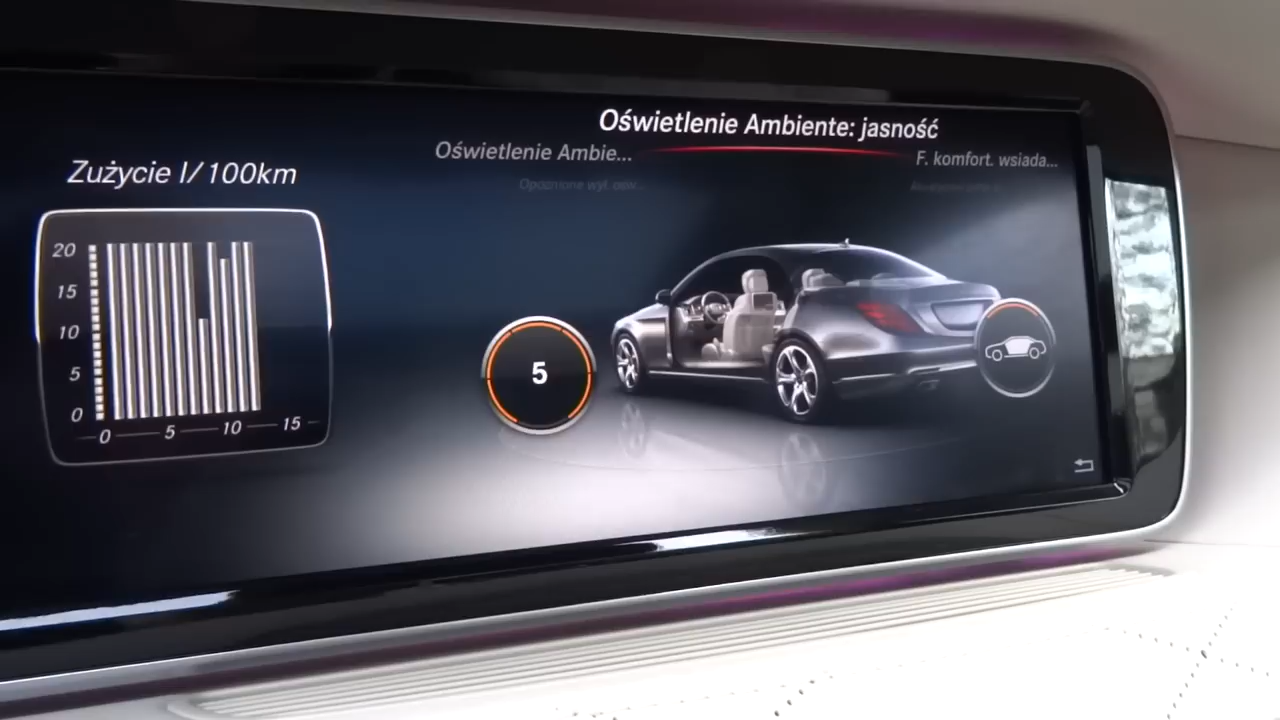 Oświetlenie Ambiente: jasność
Oświetlenie Ambie...
F. komfort. wsiada...
Zużycie l/100km
20
15
10
5
0
0 5 10 15
5